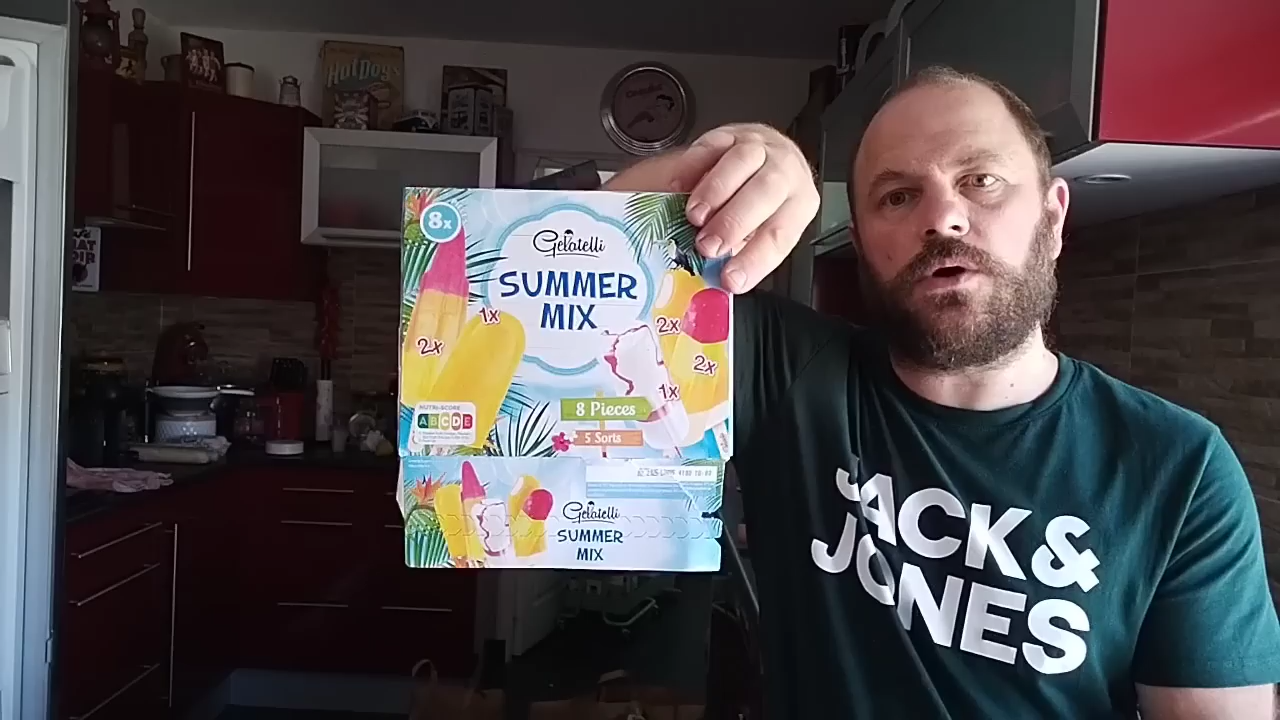 Hot Dogs
8x
Gelatelli
SUMMER
MIX
1x
2x
2x
2x
1x
NUTRI-SCORE
ABCDE
8 Pieces
5 Sorts
Gelatelli
SUMMER
MIX
JACK &
JONES